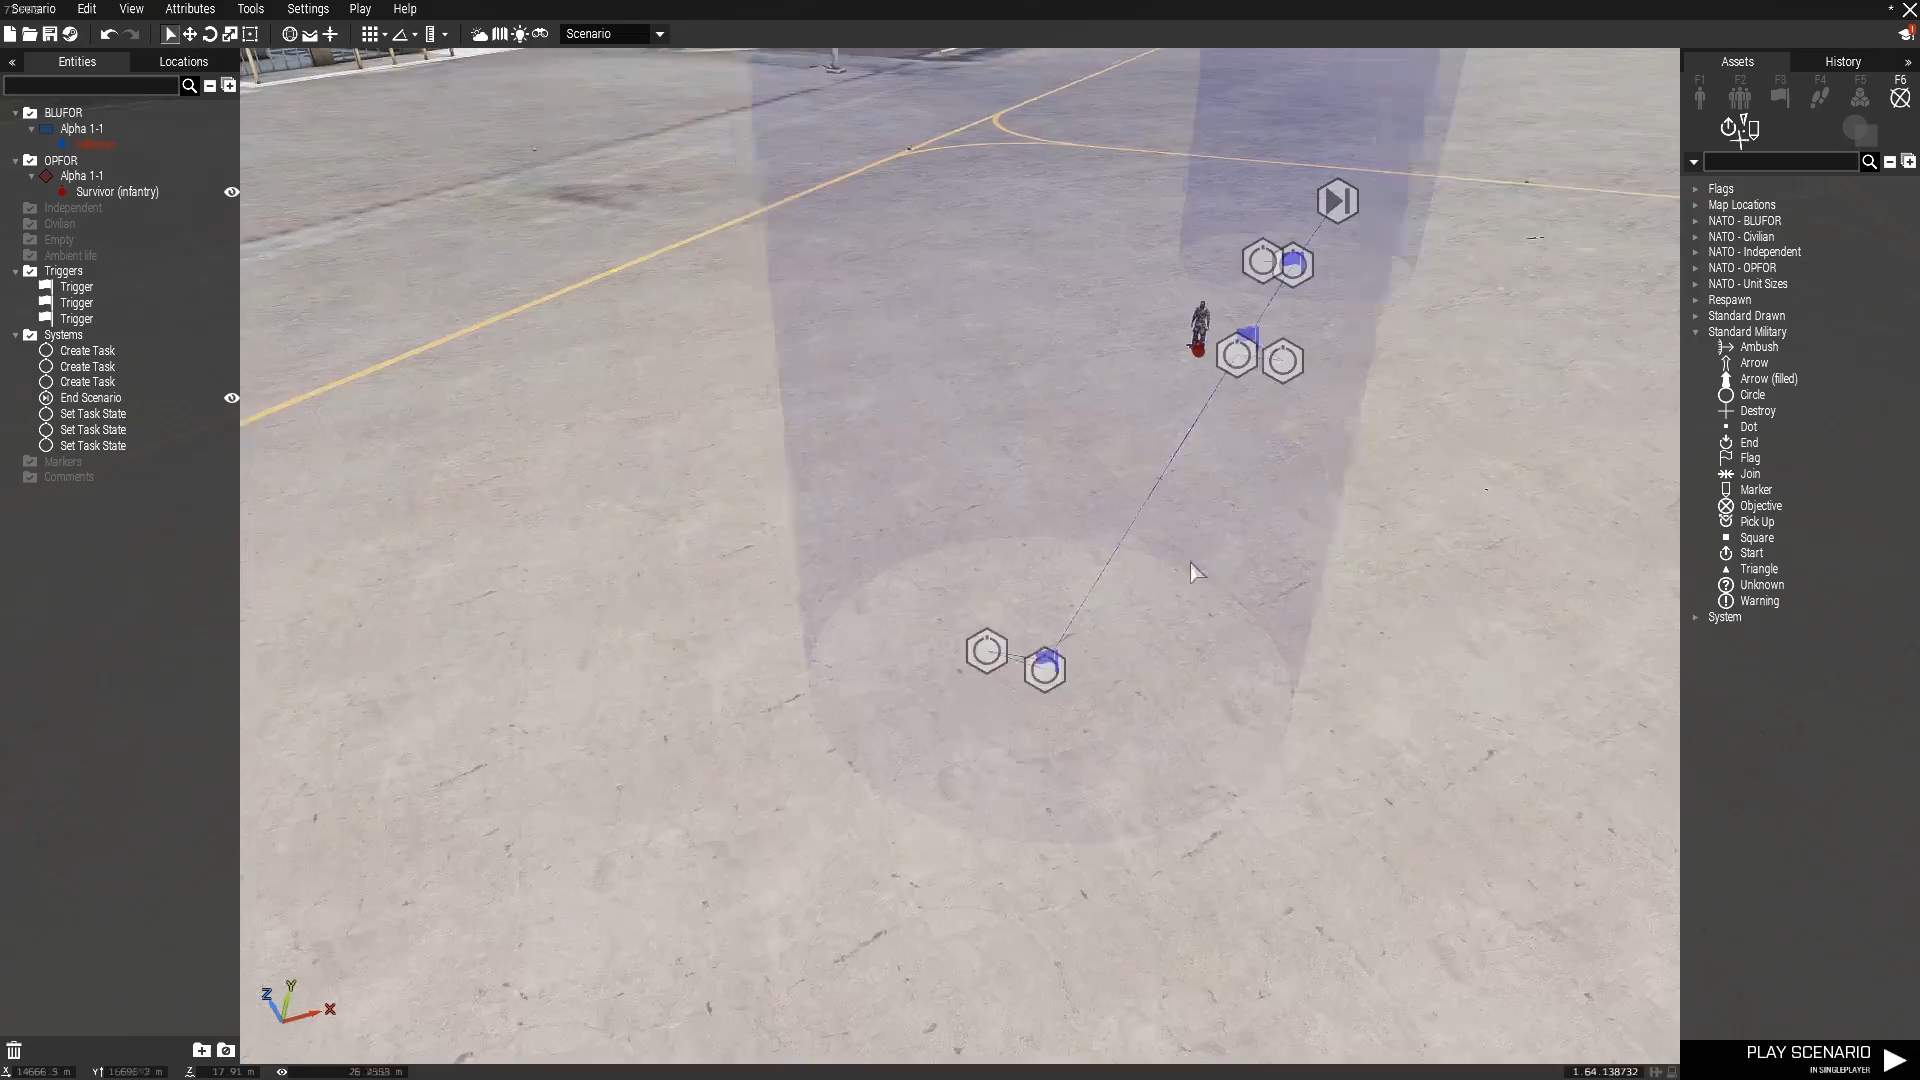 Scenario Edit View Attributes Tools Settings Play Help
Scenario
Entities Locations
Assets History
F1 F2 F3 F4 F5 F6
BLUFOR
Alpha 1-1
OPFOR
Alpha 1-1
Survivor (infantry)
Independent
Civilian
Empty
Ambient life
Triggers
Trigger
Trigger
Trigger
Systems
Create Task
Create Task
Create Task
End Scenario
Set Task State
Set Task State
Set Task State
Markers
Comments
Flags
Map Locations
NATO - BLUFOR
NATO - Civilian
NATO - Independent
NATO - OPFOR
NATO - Unit Sizes
Respawn
Standard Drawn
Standard Military
Ambush
Arrow
Arrow (filled)
Circle
Destroy
Dot
End
Flag
Join
Marker
Objective
Pick Up
Square
Start
Triangle
Unknown
Warning
System
Z Y X
PLAY SCENARIO
IN SINGLEPLAYER
X Y Z 17.91 m
1.64.138732